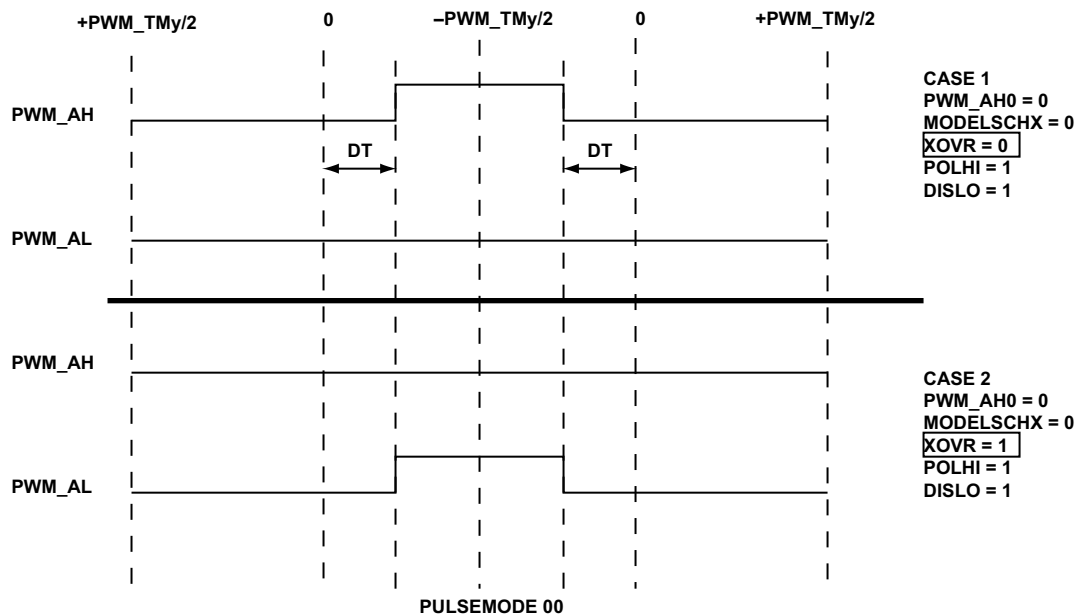 +PWM_TMy/2 0 –PWM_TMy/2 0 +PWM_TMy/2
PWM_AH
DT DT
PWM_AL
CASE 1
PWM_AH0 = 0
MODELSCHX = 0
XOVR = 0
POLHI = 1
DISLO = 1
PWM_AH
PWM_AL
CASE 2
PWM_AH0 = 0
MODELSCHX = 0
XOVR = 1
POLHI = 1
DISLO = 1
PULSEMODE 00